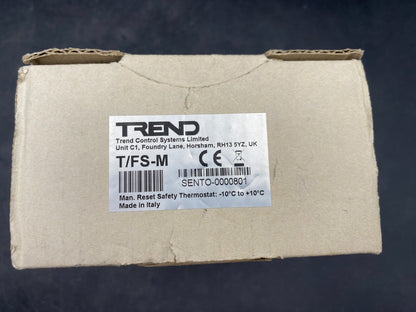 TREND
Trend Control Systems Limited
Unit C1, Foundry Lane, Horsham, RH13 5YZ, UK
T/FS-M
CE
SENTO-0000801
Man. Reset Safety Thermostat: -10°C to +10°C
Made in Italy